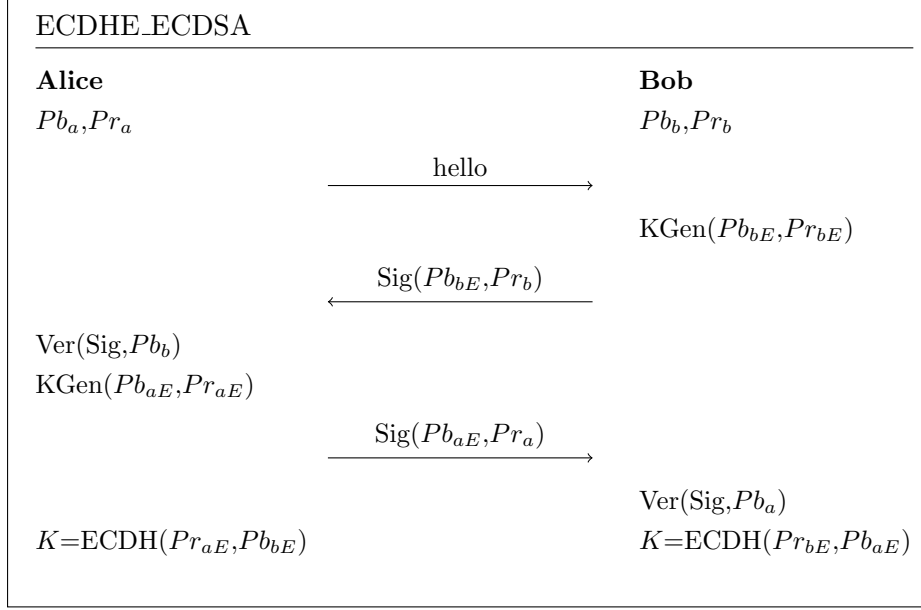 ECDHE_ECDSA
Alice Bob
Pb_a,Pr_a Pb_b,Pr_b
hello
KGen(Pb_bE,Pr_bE)
Sig(Pb_bE,Pr_b)
Ver(Sig,Pb_b)
KGen(Pb_aE,Pr_aE)
Sig(Pb_aE,Pr_a)
Ver(Sig,Pb_a)
K=ECDH(Pr_aE,Pb_bE) K=ECDH(Pr_bE,Pb_aE)